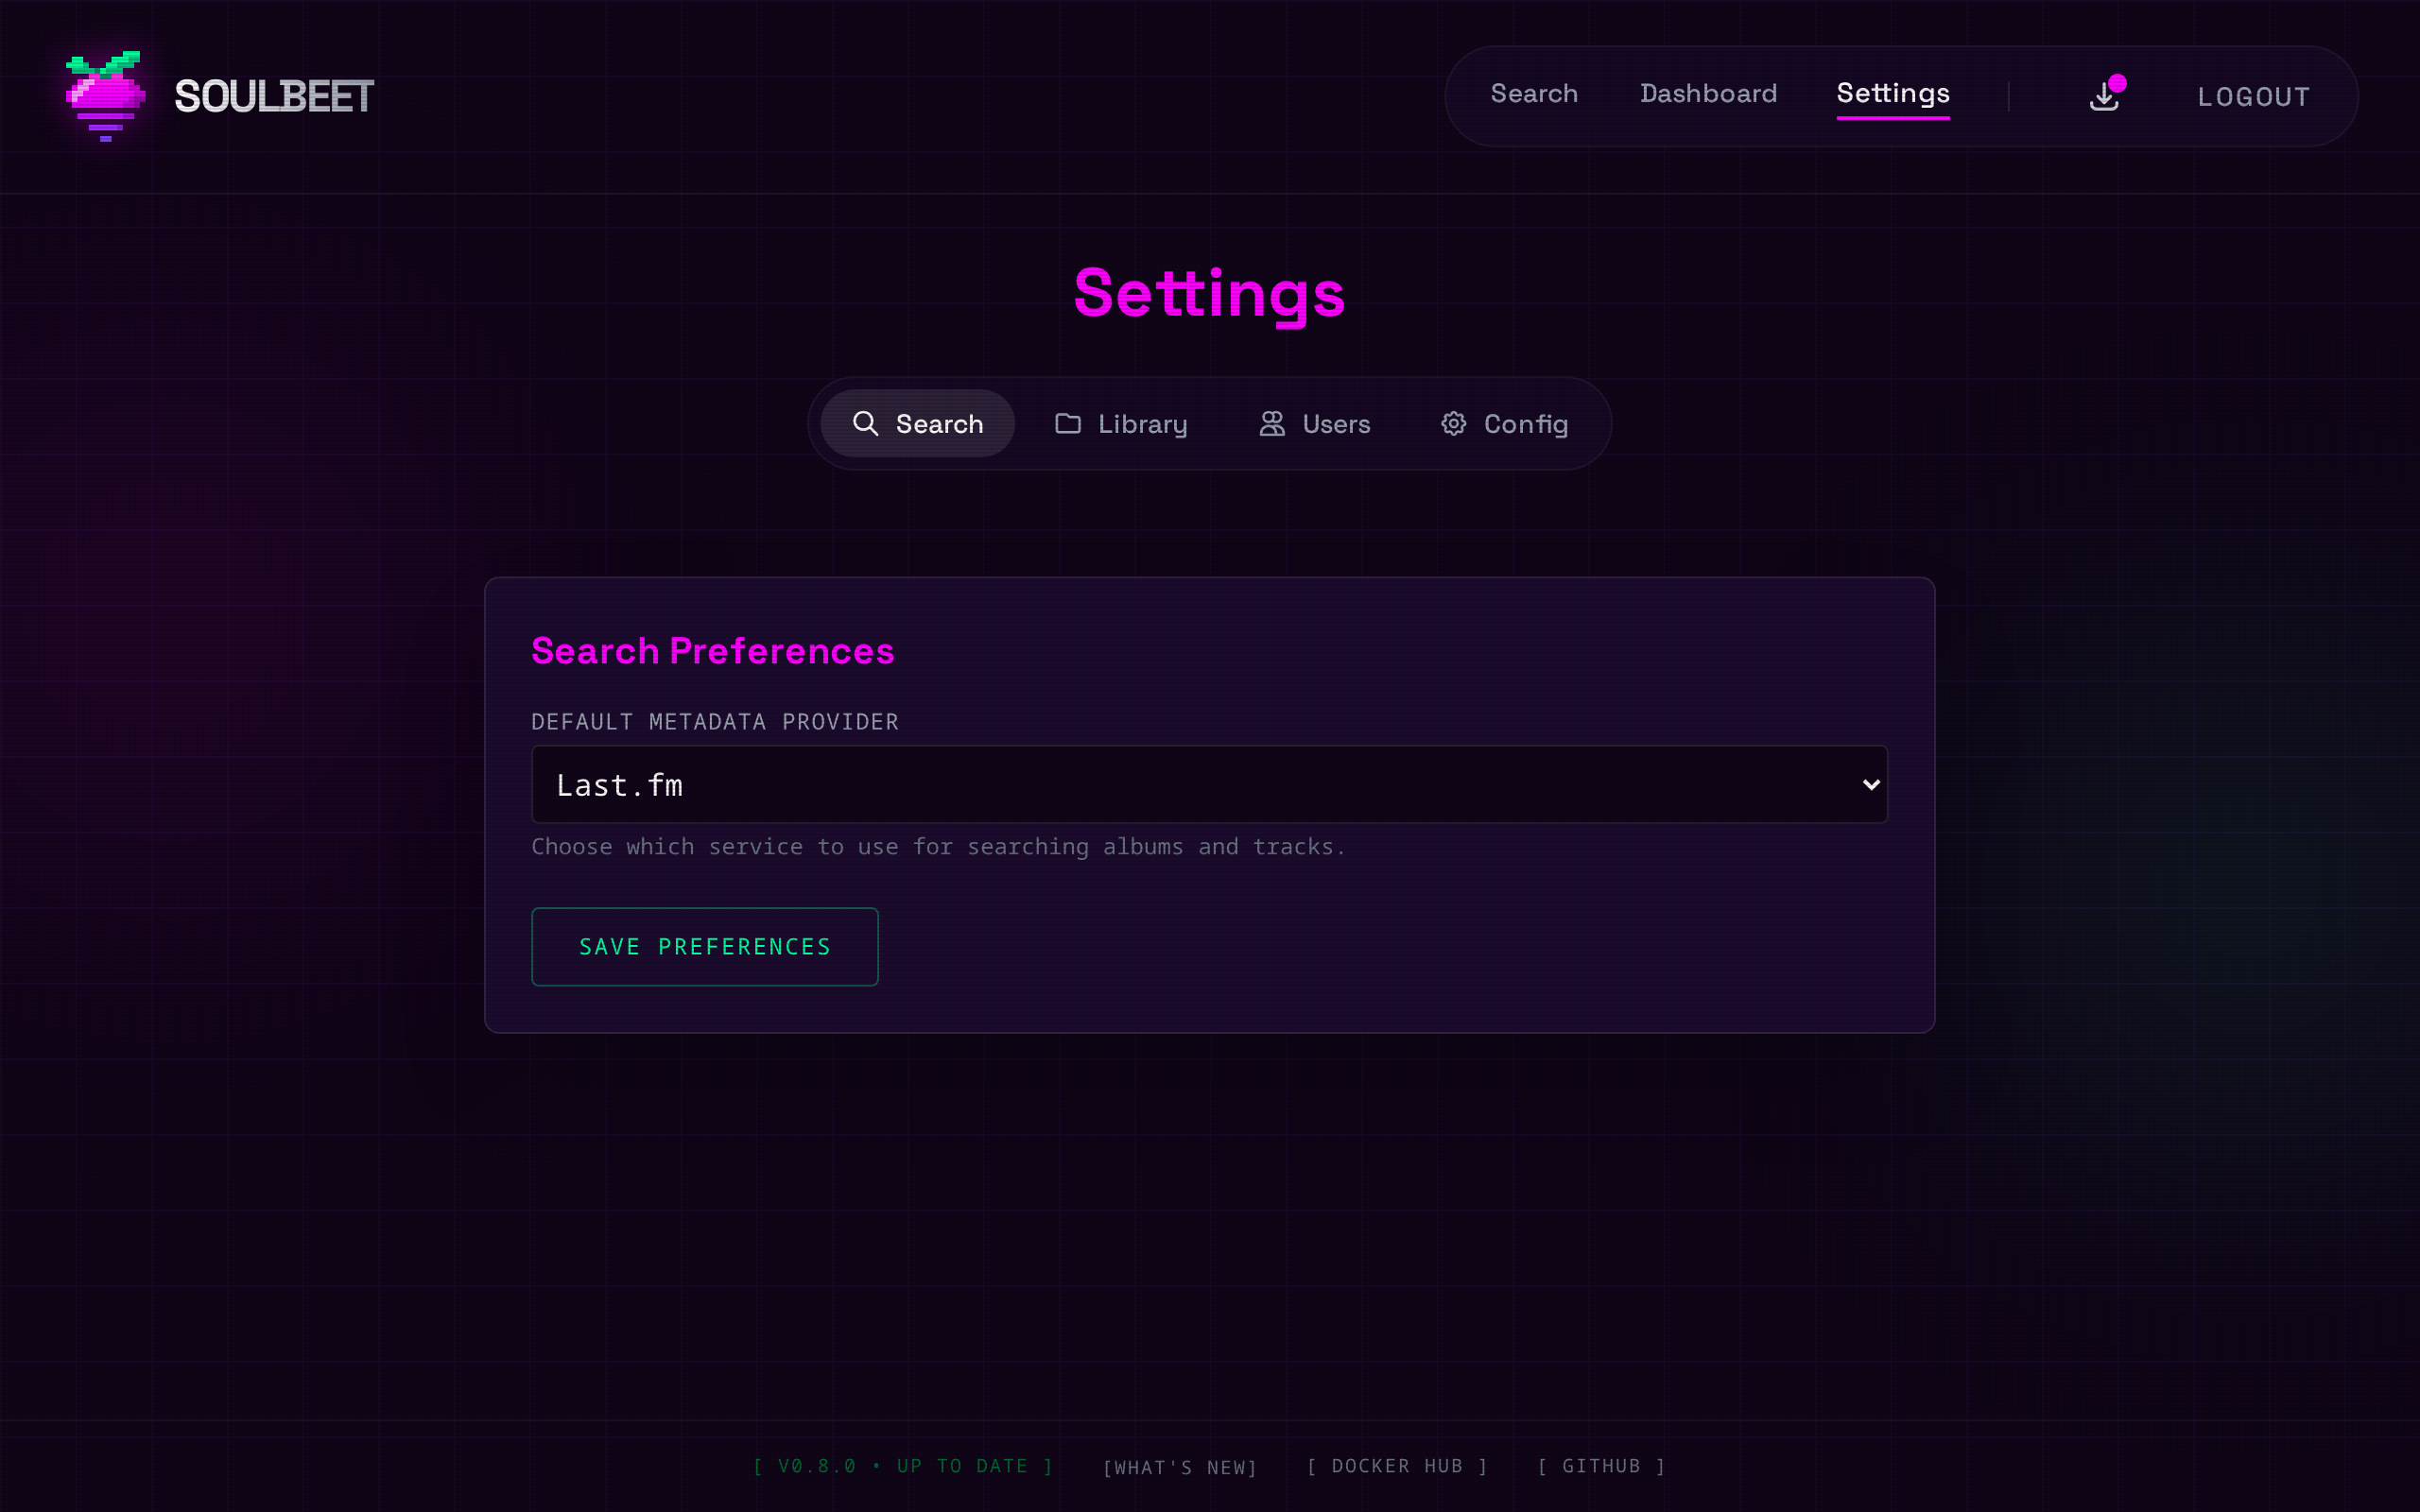 SOULBEET
Search Dashboard Settings LOGOUT
Settings
Search Library Users Config
Search Preferences
DEFAULT METADATA PROVIDER
Last.fm
Choose which service to use for searching albums and tracks.
SAVE PREFERENCES
[ V0.8.0 • UP TO DATE ] [WHAT'S NEW] [ DOCKER HUB ] [ GITHUB ]